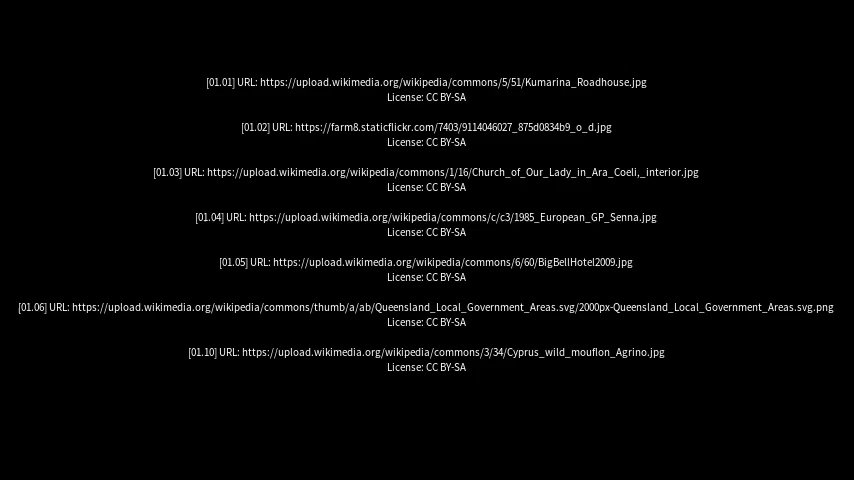 [01.01] URL: https://upload.wikimedia.org/wikipedia/commons/5/51/Kumarina_Roadhouse.jpg
License: CC BY-SA
[01.02] URL: https://farm8.staticflickr.com/7403/9114046027_875d0834b9_o_d.jpg
License: CC BY-SA
[01.03] URL: https://upload.wikimedia.org/wikipedia/commons/1/16/Church_of_Our_Lady_in_Ara_Coeli,_interior.jpg
License: CC BY-SA
[01.04] URL: https://upload.wikimedia.org/wikipedia/commons/c/c3/1985_European_GP_Senna.jpg
License: CC BY-SA
[01.05] URL: https://upload.wikimedia.org/wikipedia/commons/6/60/BigBellHotel2009.jpg
License: CC BY-SA
[01.06] URL: https://upload.wikimedia.org/wikipedia/commons/thumb/a/ab/Queensland_Local_Government_Areas.svg/2000px-Queensland_Local_Government_Areas.svg.png
License: CC BY-SA
[01.10] URL: https://upload.wikimedia.org/wikipedia/commons/3/34/Cyprus_wild_mouflon_Agrino.jpg
License: CC BY-SA